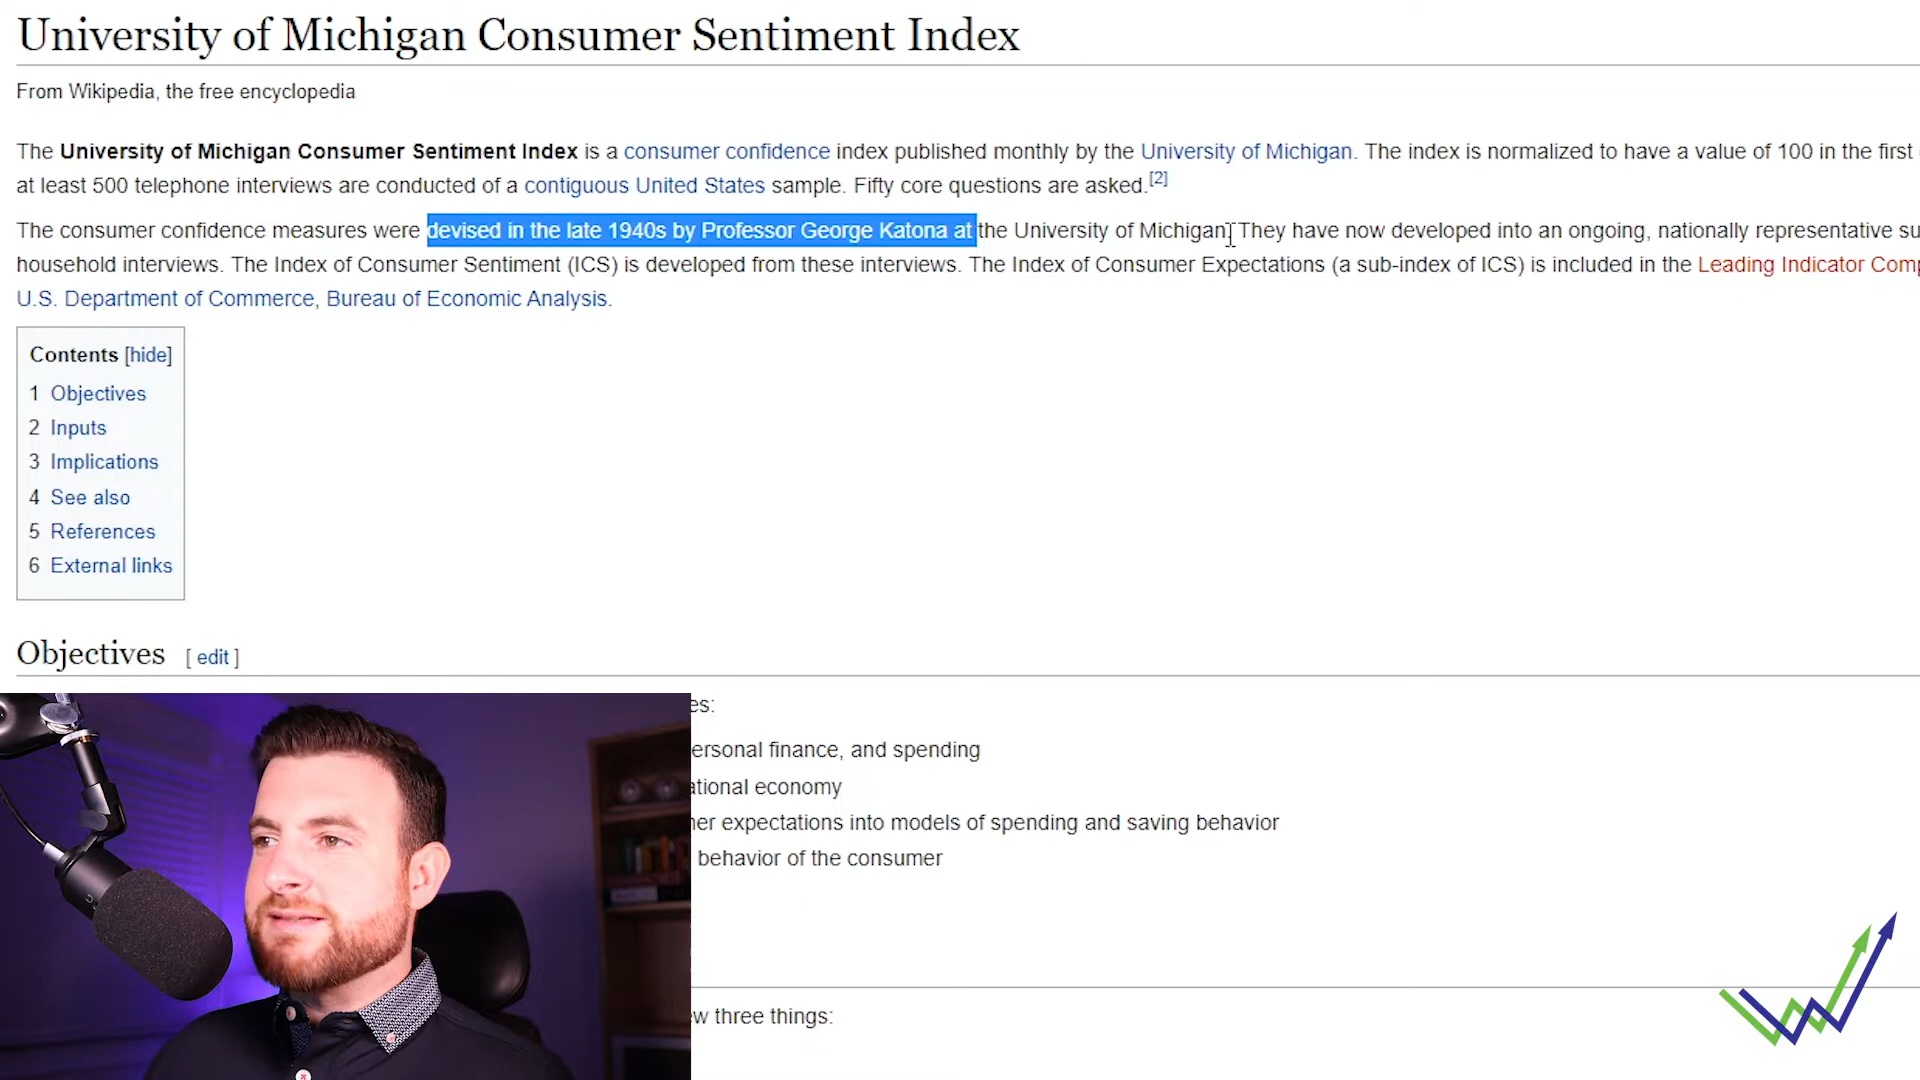 University of Michigan Consumer Sentiment Index
From Wikipedia, the free encyclopedia
The University of Michigan Consumer Sentiment Index is a consumer confidence index published monthly by the University of Michigan. The index is normalized to have a value of 100 in the first
at least 500 telephone interviews are conducted of a contiguous United States sample. Fifty core questions are asked.[2]
The consumer confidence measures were devised in the late 1940s by Professor George Katona at the University of Michigan. They have now developed into an ongoing, nationally representative su
household interviews. The Index of Consumer Sentiment (ICS) is developed from these interviews. The Index of Consumer Expectations (a sub-index of ICS) is included in the Leading Indicator Comp
U.S. Department of Commerce, Bureau of Economic Analysis.
Contents [hide]
1 Objectives
2 Inputs
3 Implications
4 See also
5 References
6 External links
Objectives [ edit ]
es:
ersonal finance, and spending
ational economy
er expectations into models of spending and saving behavior
behavior of the consumer
w three things: